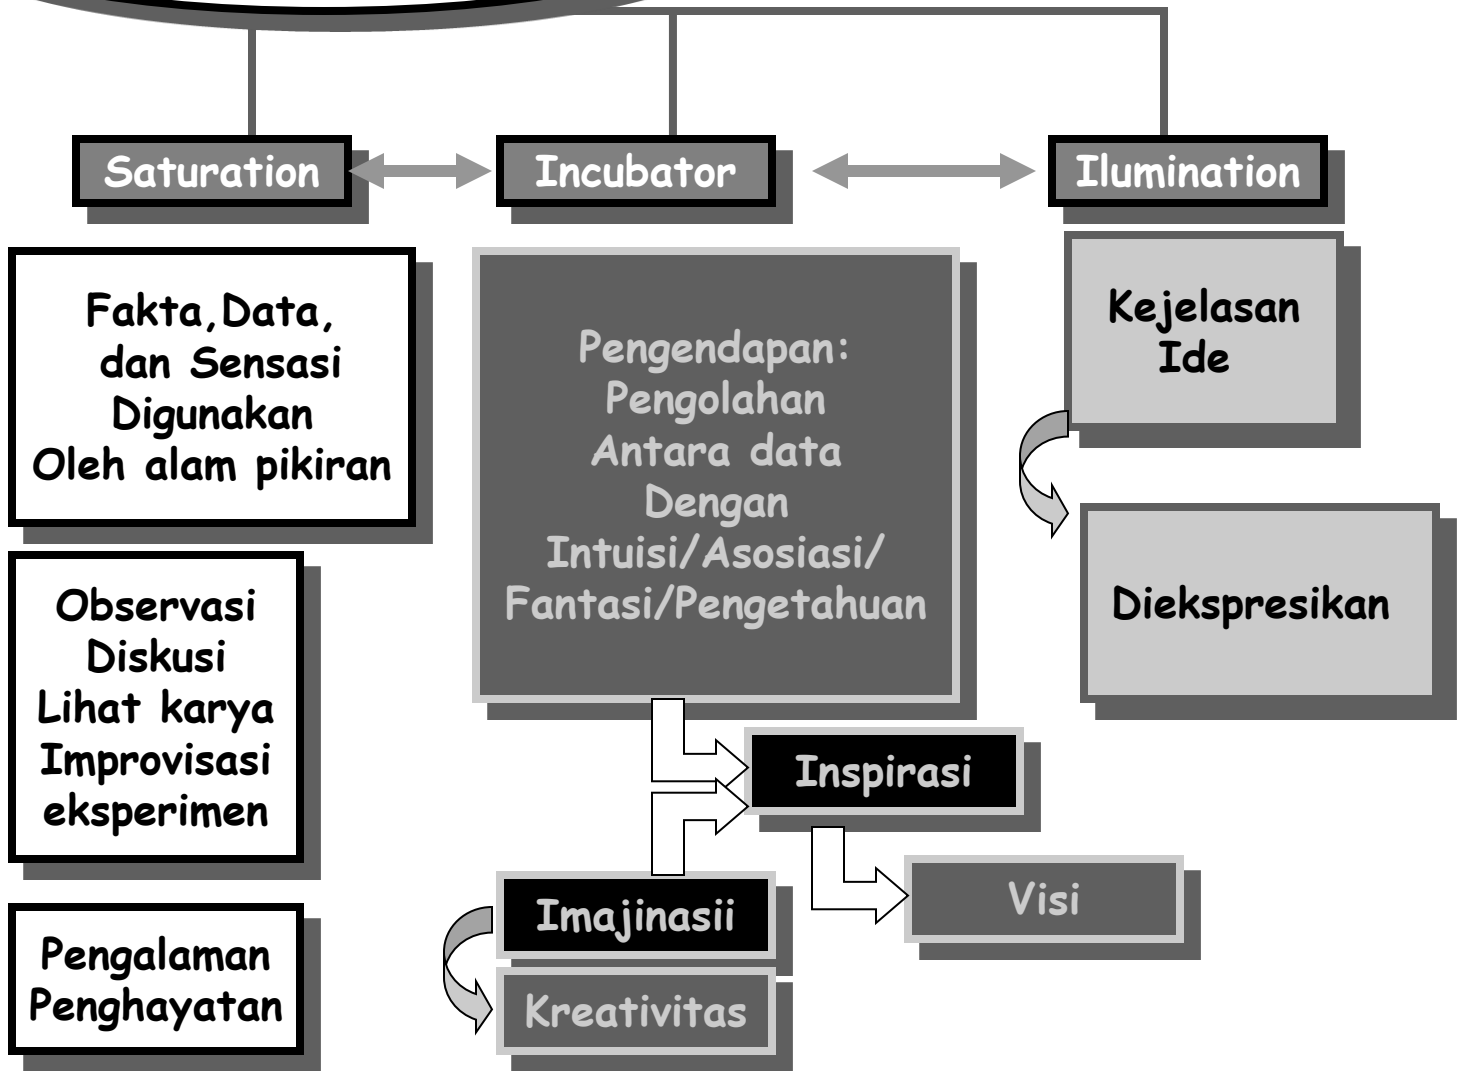 Saturation
Incubator
Ilumination
Fakta,Data,
dan Sensasi
Digunakan
Oleh alam pikiran
Observasi
Diskusi
Lihat karya
Improvisasi
eksperimen
Pengalaman
Penghayatan
Pengendapan:
Pengolahan
Antara data
Dengan
Intuisi/Asosiasi/
Fantasi/Pengetahuan
Inspirasi
Imajinasii
Kreativitas
Visi
Kejelasan
Ide
Diekspresikan